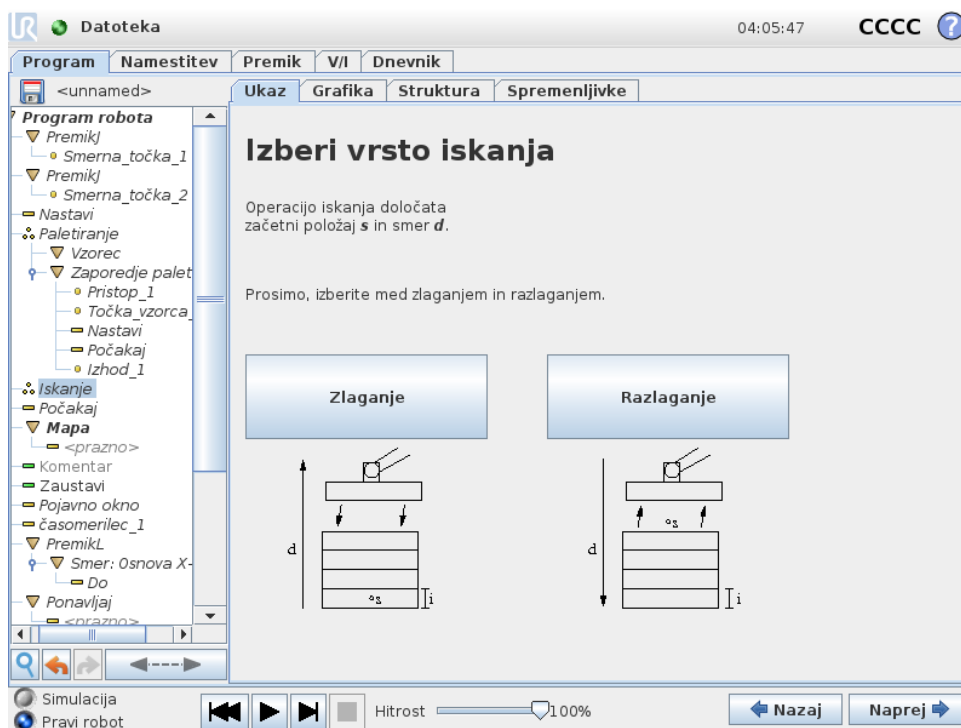 UR Datoteka 04:05:47 CCCC ?
Program Namestitev Premik V/I Dnevnik
<unnamed>
Ukaz Grafika Struktura Spremenljivke
Program robota
PremikJ
Smerna_točka_1
PremikJ
Smerna_točka_2
Nastavi
Paletiranje
Vzorec
Zaporedje palet
Pristop_1
Točka_vzorca_
Nastavi
Počakaj
Izhod_1
Iskanje
Počakaj
Mapa
<prazno>
Komentar
Zaustavi
Pojavno okno
časomerilec_1
PremikL
Smer: Osnova X-
Do
Ponavljaj
<prazno>
Izberi vrsto iskanja
Operacijo iskanja določata
začetni položaj s in smer d.
Prosimo, izberite med zlaganjem in razlaganjem.
Zlaganje
Razlaganje
d
s
i
d
s
i
Simulacija
Pravi robot
Hitrost 100%
Nazaj
Naprej